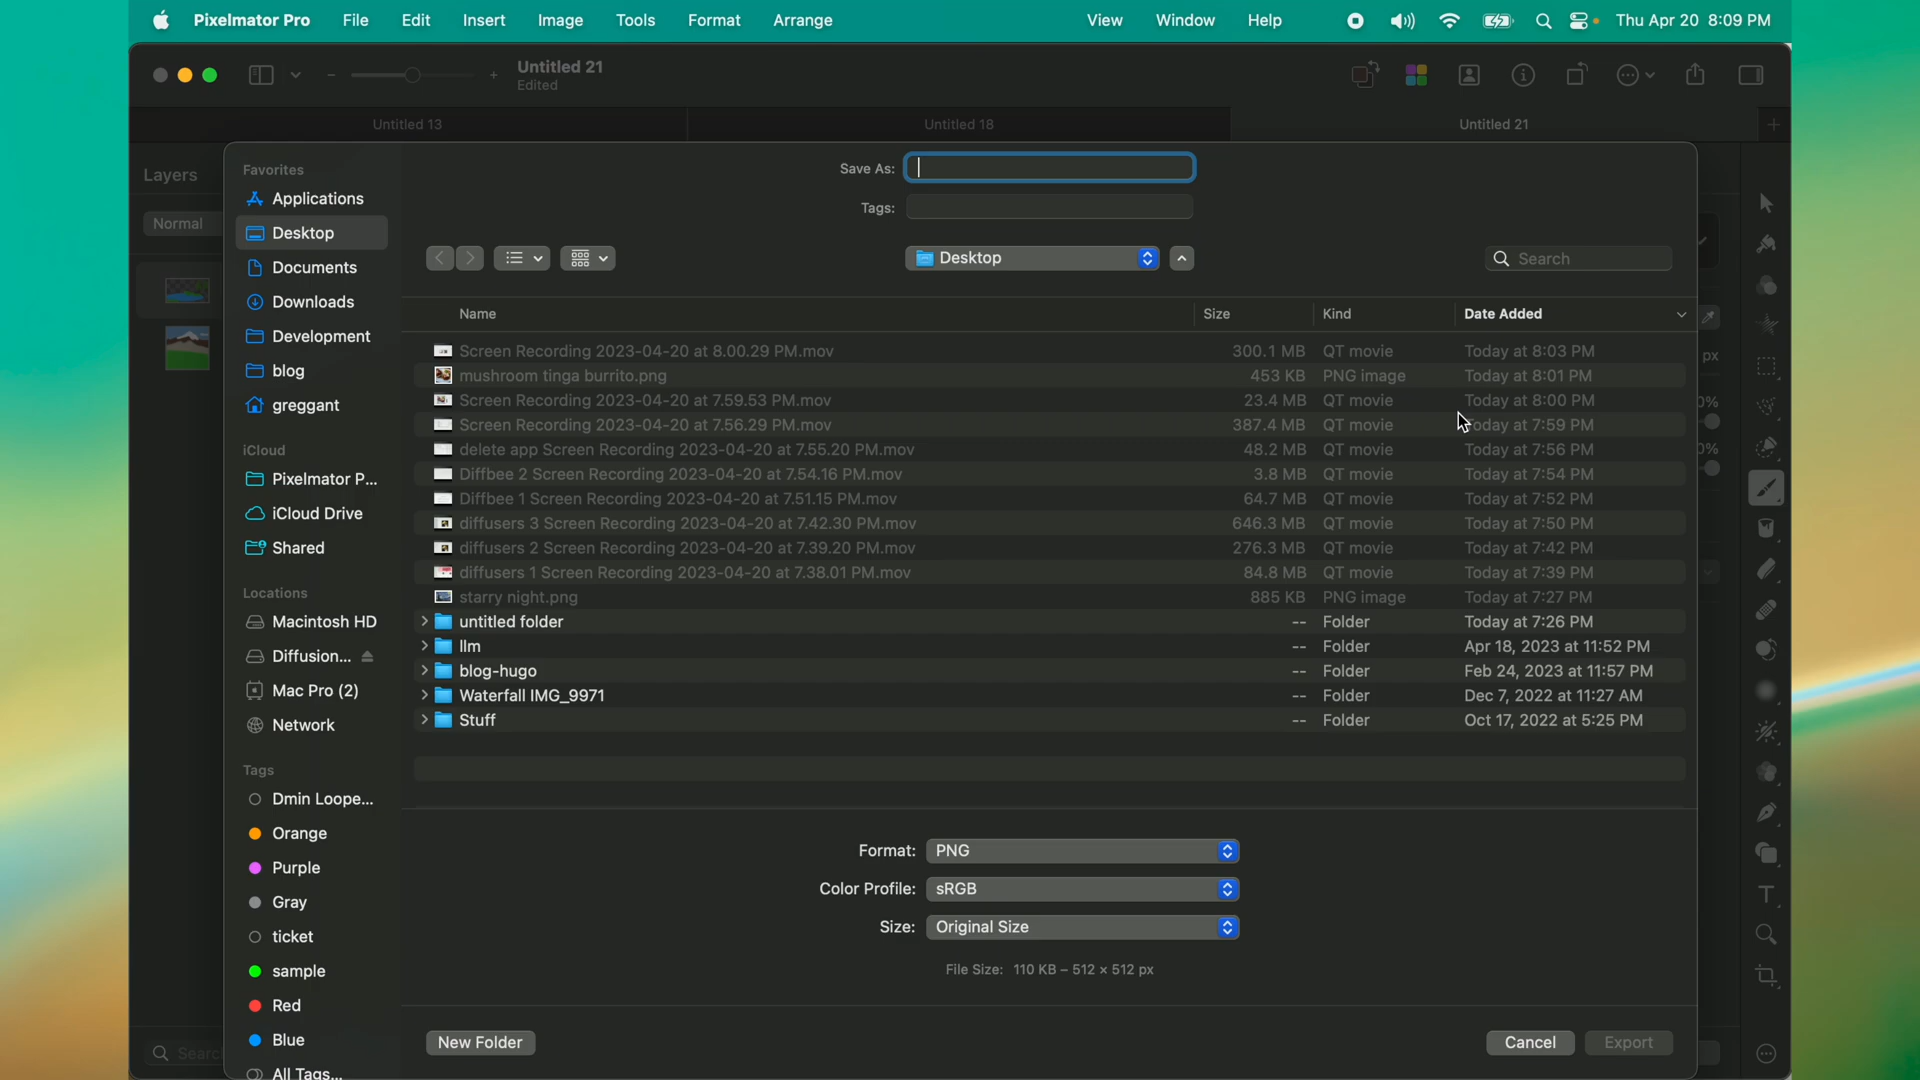 Pixelmator Pro File Edit Insert Image Tools Format Arrange View Window Help Thu Apr 20 8:09 PM
Untitled 21
Edited
Untitled 13 Untitled 18 Untitled 21
Layers
Normal
Favorites
Applications
Desktop
Documents
Downloads
Development
blog
greggant
iCloud
Pixelmator P...
iCloud Drive
Shared
Locations
Macintosh HD
Diffusion...
Mac Pro (2)
Network
Tags
Dmin Loope...
Orange
Purple
Gray
ticket
sample
Red
Blue
All Tags...
Save As:
Tags:
Desktop
Search
Name Size Kind Date Added
Screen Recording 2023-04-20 at 8.00.29 PM.mov 300.1 MB QT movie Today at 8:03 PM
mushroom tinga burrito.png 453 KB PNG image Today at 8:01 PM
Screen Recording 2023-04-20 at 7.59.53 PM.mov 23.4 MB QT movie Today at 8:00 PM
Screen Recording 2023-04-20 at 7.56.29 PM.mov 387.4 MB QT movie Today at 7:59 PM
delete app Screen Recording 2023-04-20 at 7.55.20 PM.mov 48.2 MB QT movie Today at 7:56 PM
Diffbee 2 Screen Recording 2023-04-20 at 7.54.16 PM.mov 3.8 MB QT movie Today at 7:54 PM
Diffbee 1 Screen Recording 2023-04-20 at 7.51.15 PM.mov 64.7 MB QT movie Today at 7:52 PM
diffusers 3 Screen Recording 2023-04-20 at 7.42.30 PM.mov 646.3 MB QT movie Today at 7:50 PM
diffusers 2 Screen Recording 2023-04-20 at 7.39.20 PM.mov 276.3 MB QT movie Today at 7:42 PM
diffusers 1 Screen Recording 2023-04-20 at 7.38.01 PM.mov 84.8 MB QT movie Today at 7:39 PM
starry night.png 885 KB PNG image Today at 7:27 PM
untitled folder -- Folder Today at 7:26 PM
llm -- Folder Apr 18, 2023 at 11:52 PM
blog-hugo -- Folder Feb 24, 2023 at 11:57 PM
Waterfall IMG_9971 -- Folder Dec 7, 2022 at 11:27 AM
Stuff -- Folder Oct 17, 2022 at 5:25 PM
px
0%
0%
Format: PNG
Color Profile: sRGB
Size: Original Size
File Size: 110 KB – 512 × 512 px
New Folder Cancel Export
Searc